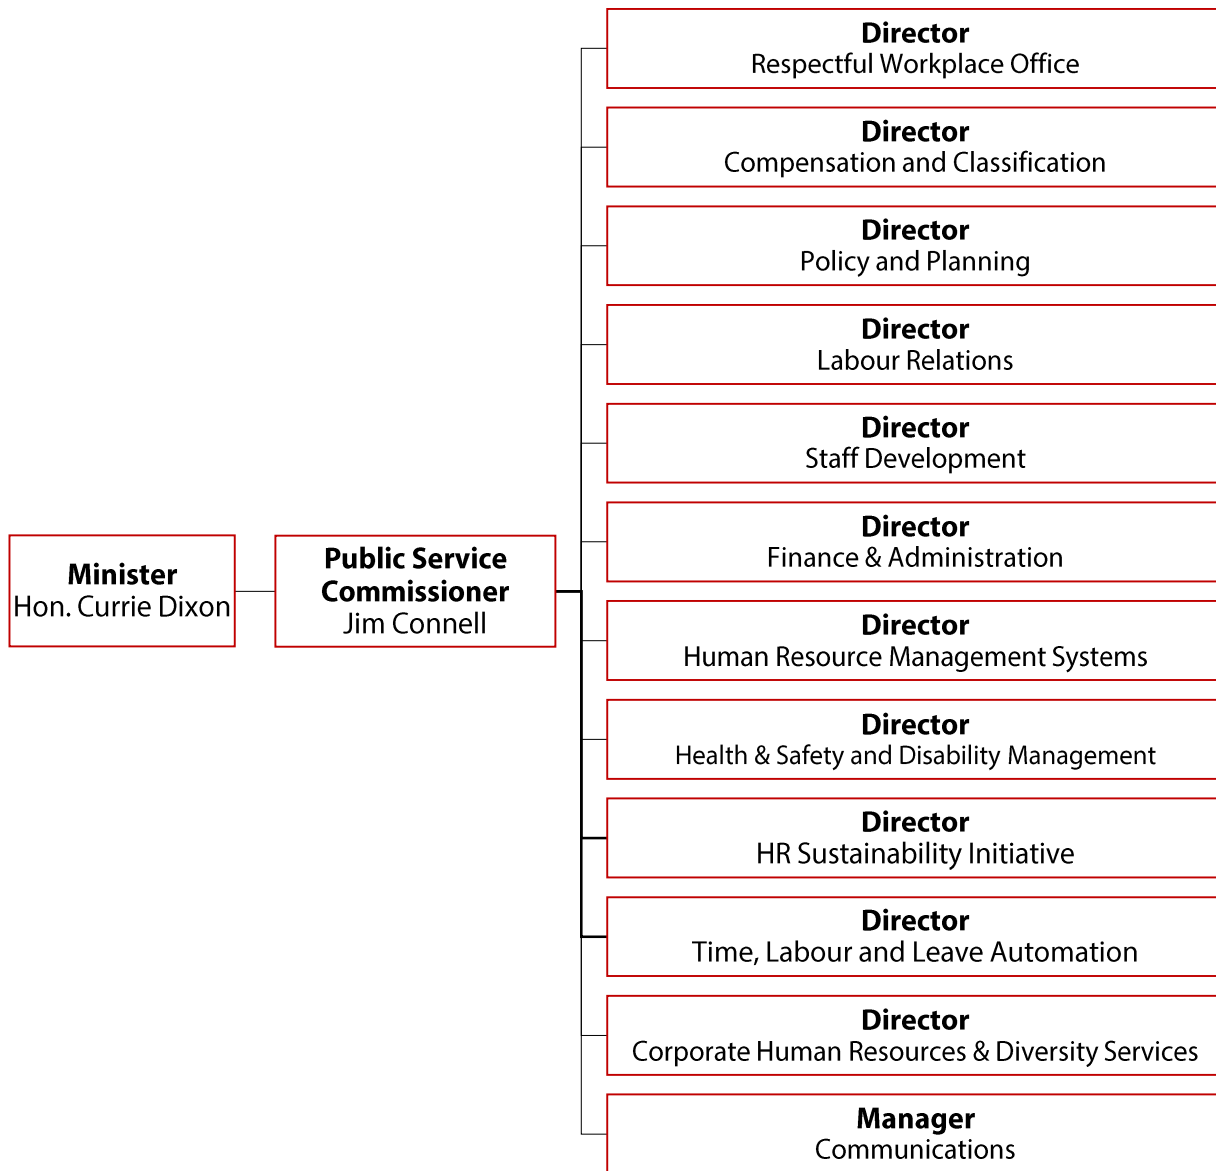 Minister
Hon. Currie Dixon
Public Service
Commissioner
Jim Connell
Director
Respectful Workplace Office
Director
Compensation and Classification
Director
Policy and Planning
Director
Labour Relations
Director
Staff Development
Director
Finance & Administration
Director
Human Resource Management Systems
Director
Health & Safety and Disability Management
Director
HR Sustainability Initiative
Director
Time, Labour and Leave Automation
Director
Corporate Human Resources & Diversity Services
Manager
Communications